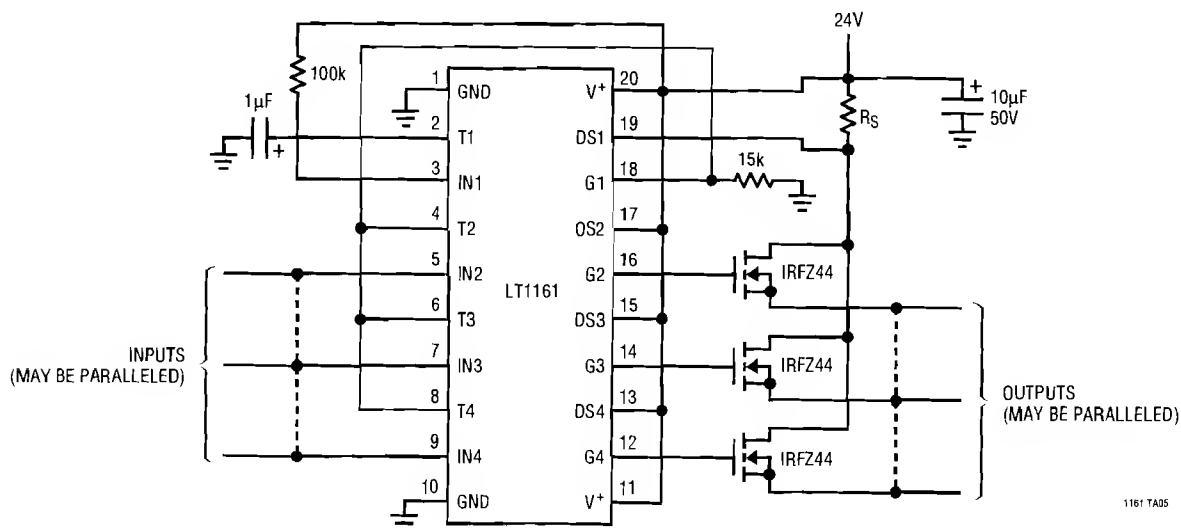 24V
100k
1μF
+
1
GND
20
V+
+
10μF
50V
RS
2
T1
19
DS1
3
IN1
18
G1
15k
4
T2
17
OS2
5
IN2
16
G2
IRFZ44
LT1161
6
T3
15
DS3
INPUTS
(MAY BE PARALLELED)
7
IN3
14
G3
IRFZ44
OUTPUTS
(MAY BE PARALLELED)
8
T4
13
DS4
9
IN4
12
G4
IRFZ44
10
GND
11
V+
1161 TA05